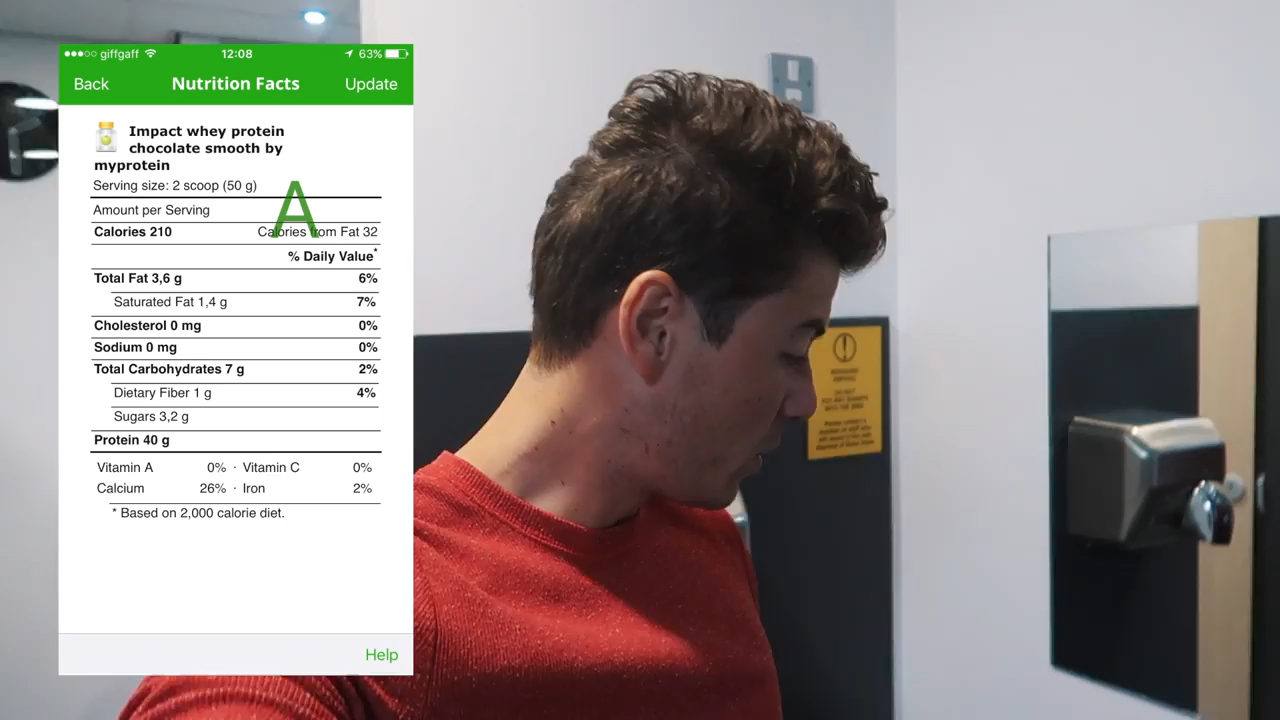 giffgaff 12:08 63%
Back Nutrition Facts Update
Impact whey protein
chocolate smooth by
myprotein
Serving size: 2 scoop (50 g)
A
Amount per Serving
Calories 210 Calories from Fat 32
% Daily Value*
Total Fat 3,6 g 6%
Saturated Fat 1,4 g 7%
Cholesterol 0 mg 0%
Sodium 0 mg 0%
Total Carbohydrates 7 g 2%
Dietary Fiber 1 g 4%
Sugars 3,2 g
Protein 40 g
Vitamin A 0% · Vitamin C 0%
Calcium 26% · Iron 2%
* Based on 2,000 calorie diet.
Help